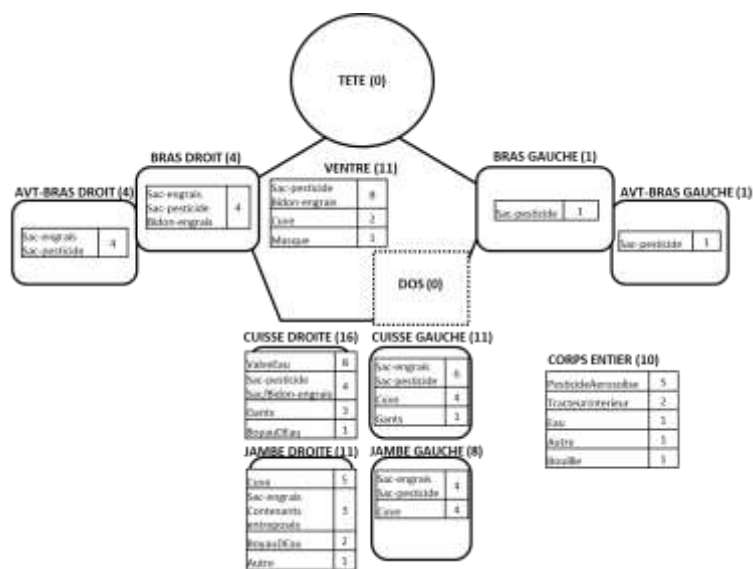 TETE (0)
BRAS DROIT (4)
VENTRE (11)
BRAS GAUCHE (1)
AVT-BRAS DROIT (4)
AVT-BRAS GAUCHE (1)
Sac-engrais
Sac-pesticide
Bidon-engrais
4
Sac-pesticide
Bidon-engrais
8
Cuve
2
Masque
1
Sac-pesticide
1
Sac-engrais
Sac-pesticide
4
Sac-pesticide
1
DOS (0)
CUISSE DROITE (16)
CUISSE GAUCHE (11)
CORPS ENTIER (10)
VanneEau
8
Sac-pesticide
Sac/Bidon-engrais
4
Gants
3
BoyauDEau
1
Sac-engrais
Sac-pesticide
6
Cuve
4
Gants
1
PesticideAerosolise
5
TracteurInterieur
2
Eau
1
Autre
1
Bouillie
1
JAMBE DROITE (11)
JAMBE GAUCHE (8)
Cuve
5
Sac-engrais
Contenants
entreposés
3
BoyauDEau
2
Autre
1
Sac-engrais
Sac-pesticide
4
Cuve
4